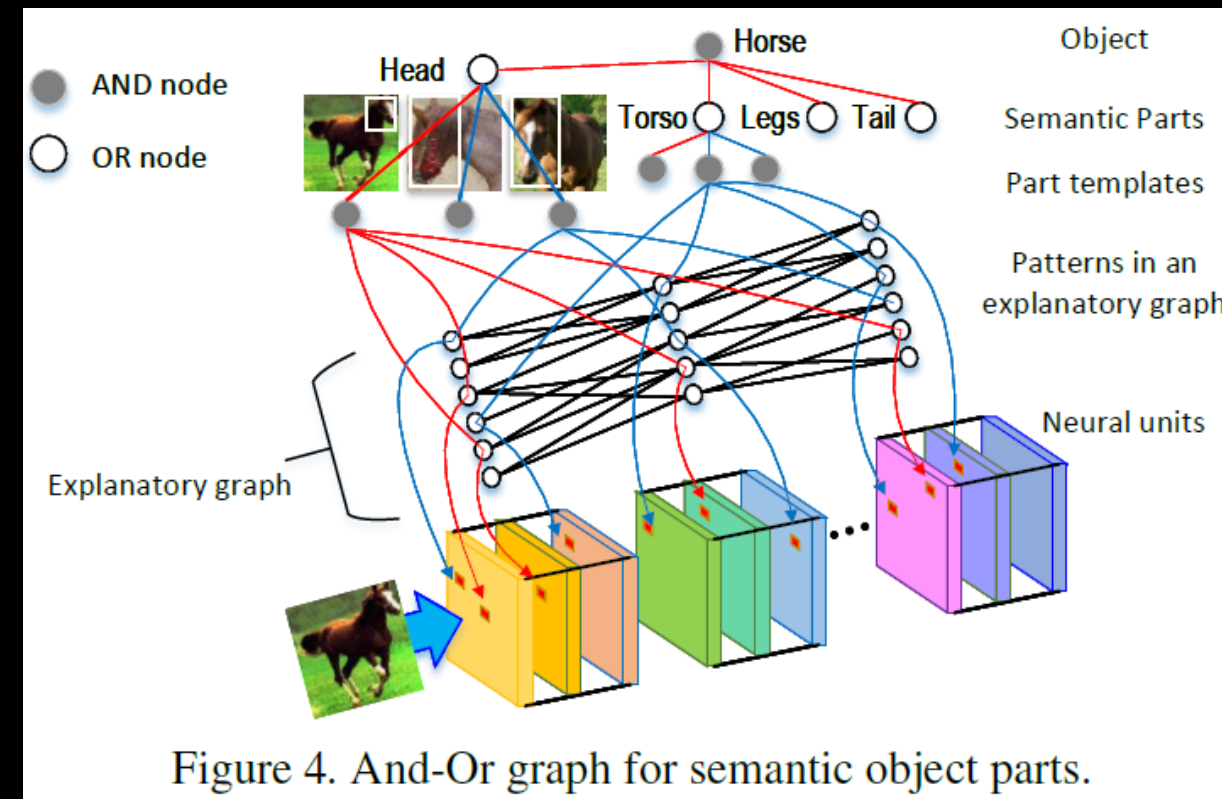 Horse
Object
Head
AND node
Torso Legs Tail
Semantic Parts
OR node
Part templates
Patterns in an
explanatory graph
Neural units
Explanatory graph
Figure 4. And-Or graph for semantic object parts.